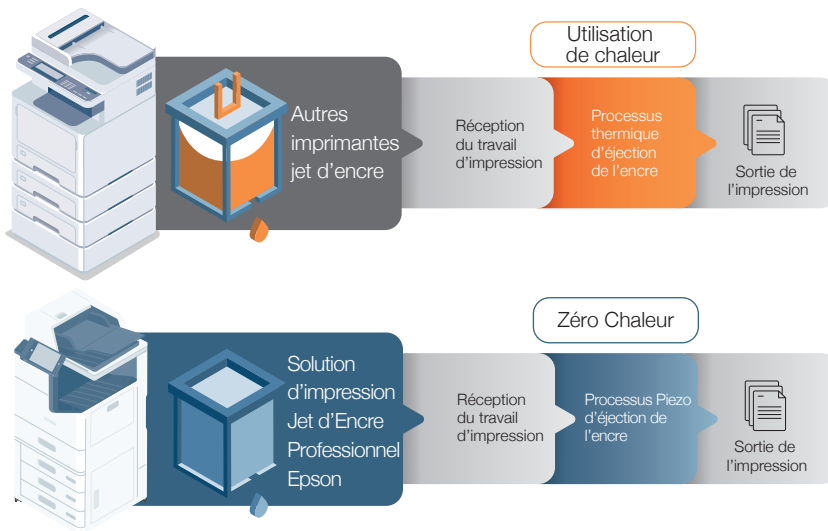 Utilisation
de chaleur
Autres
imprimantes
jet d'encre
Réception
du travail
d'impression
Processus
thermique
d'éjection
de l'encre
Sortie de
l'impression
Zéro Chaleur
Solution
d'impression
Jet d'Encre
Professionnel
Epson
Réception
du travail
d'impression
Processus Piezo
d'éjection de
l'encre
Sortie de
l'impression